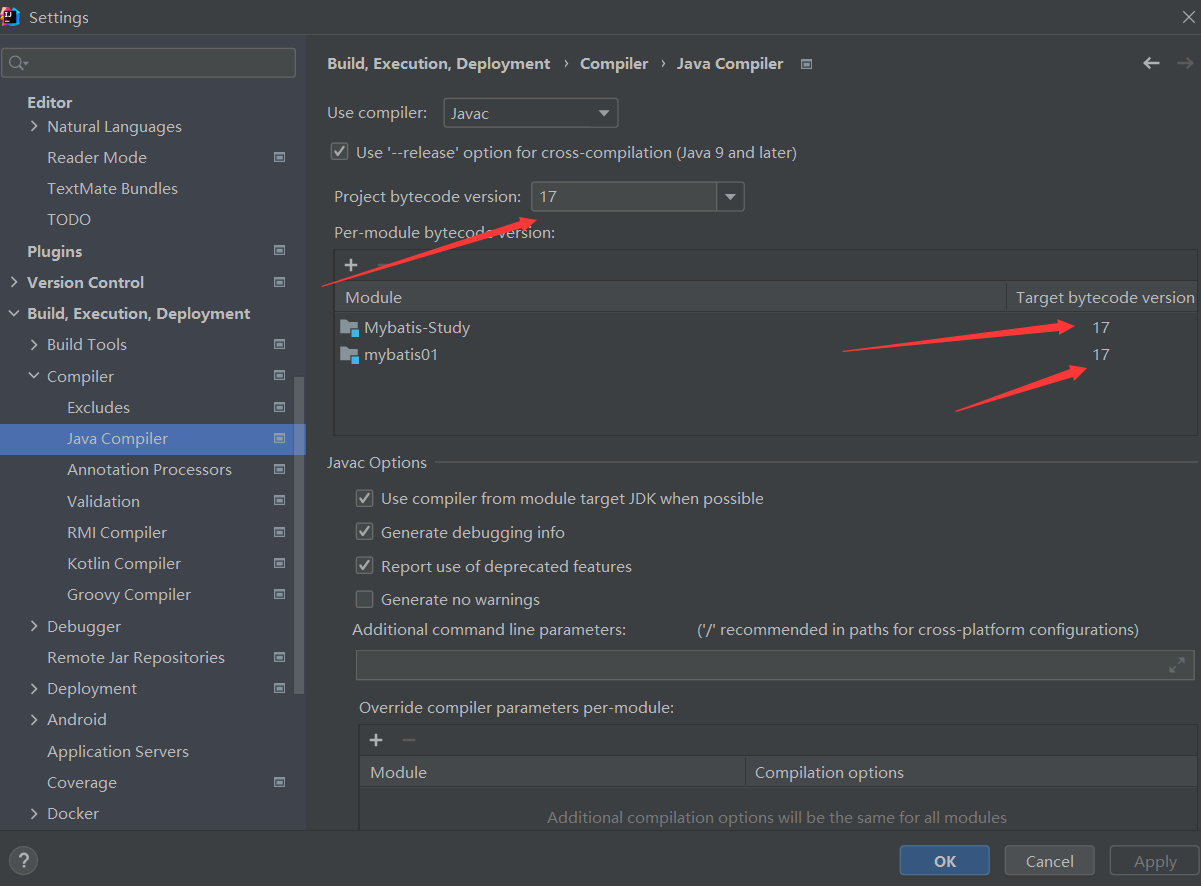 Settings
Editor
Natural Languages
Reader Mode
TextMate Bundles
TODO
Plugins
Version Control
Build, Execution, Deployment
Build Tools
Compiler
Excludes
Java Compiler
Annotation Processors
Validation
RMI Compiler
Kotlin Compiler
Groovy Compiler
Debugger
Remote Jar Repositories
Deployment
Android
Application Servers
Coverage
Docker
Build, Execution, Deployment › Compiler › Java Compiler
Use compiler: Javac
Use '--release' option for cross-compilation (Java 9 and later)
Project bytecode version: 17
Per-module bytecode version:
Module Target bytecode version
Mybatis-Study 17
mybatis01 17
Javac Options
Use compiler from module target JDK when possible
Generate debugging info
Report use of deprecated features
Generate no warnings
Additional command line parameters: ('/' recommended in paths for cross-platform configurations)
Override compiler parameters per-module:
Module Compilation options
Additional compilation options will be the same for all modules
? OK Cancel Apply